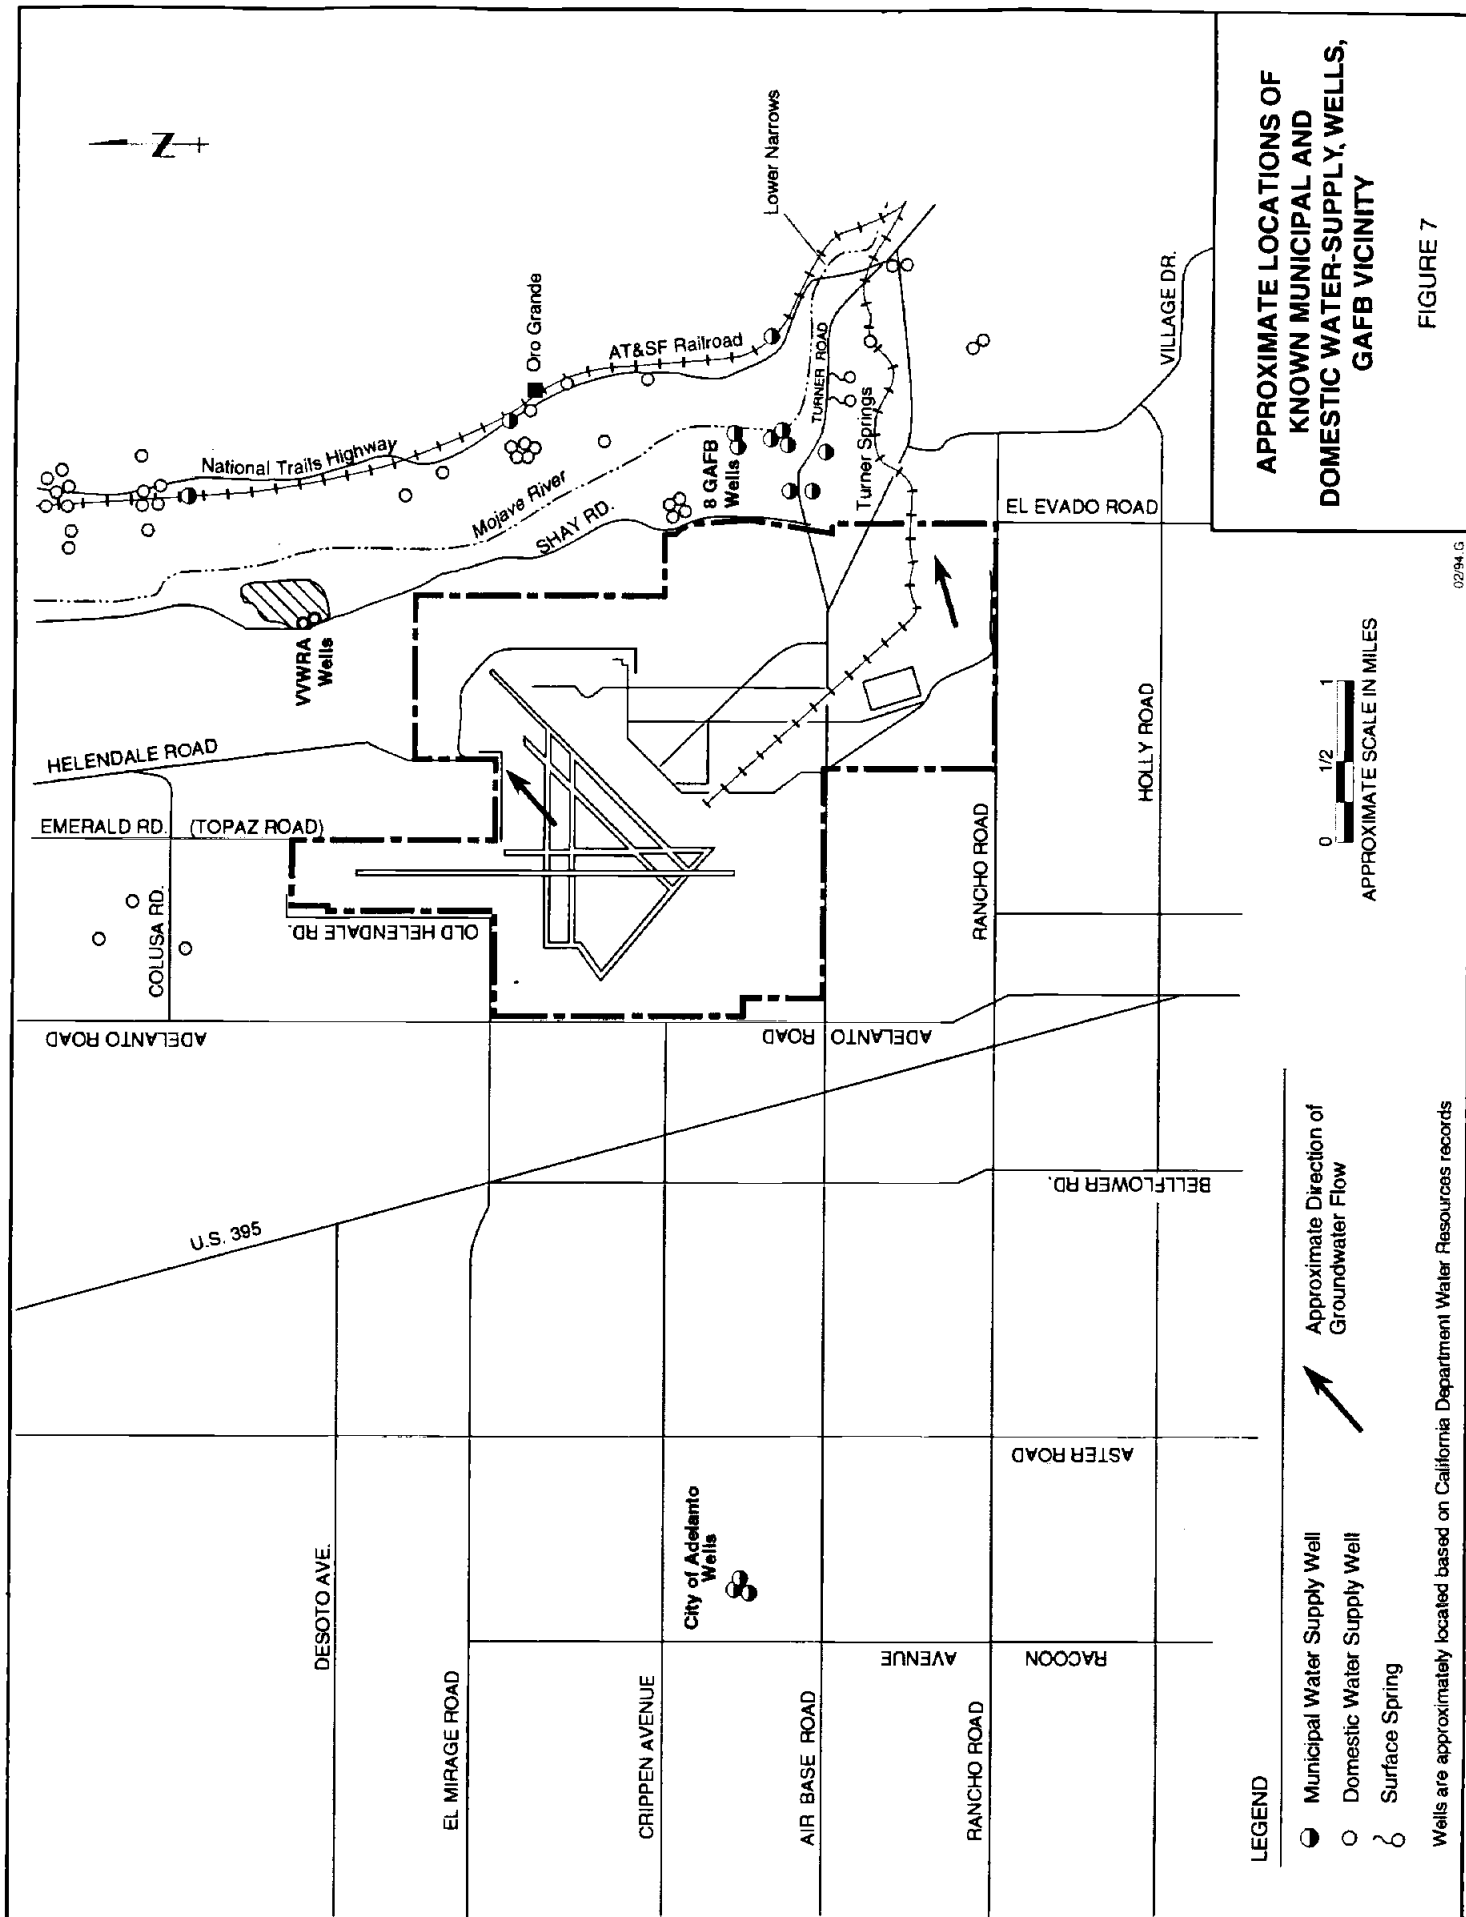 N
Lower Narrows
Oro Grande
AT&SF Railroad
National Trails Highway
Mojave River
SHAY RD.
8 GAFB
Wells
TURNER ROAD
Turner Springs
VVWRA
Wells
HELENDALE ROAD
EMERALD RD.
(TOPAZ ROAD)
COLUSA RD.
OLD HELENDALE RD.
ADELANTO ROAD
ADELANTO ROAD
U.S. 395
EL EVADO ROAD
VILLAGE DR.
HOLLY ROAD
RANCHO ROAD
BELLFLOWER RD.
ASTER ROAD
DESOTO AVE.
City of Adelanto
Wells
RACOON
AVENUE
EL MIRAGE ROAD
CRIPPEN AVENUE
AIR BASE ROAD
RANCHO ROAD
LEGEND
Municipal Water Supply Well
Domestic Water Supply Well
Surface Spring
Approximate Direction of
Groundwater Flow
Wells are approximately located based on California Department Water Resources records
0 1/2 1
APPROXIMATE SCALE IN MILES
02/94.G
APPROXIMATE LOCATIONS OF
KNOWN MUNICIPAL AND
DOMESTIC WATER-SUPPLY, WELLS,
GAFB VICINITY
FIGURE 7